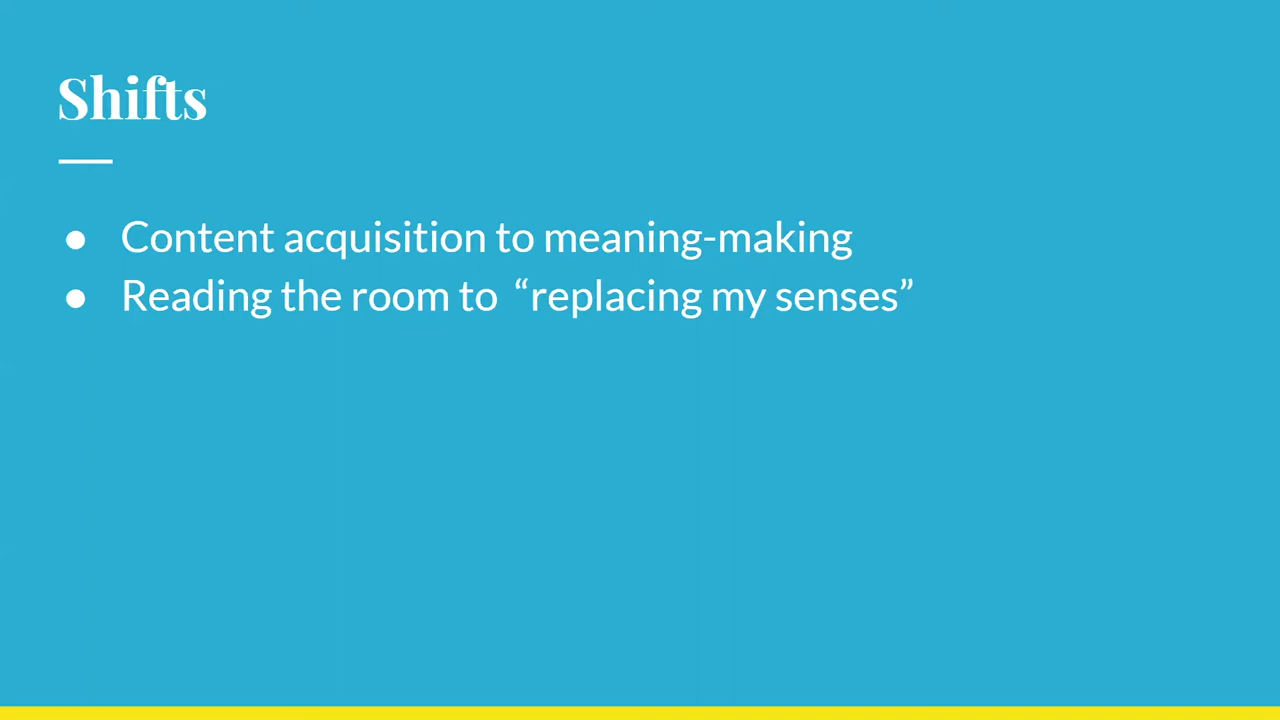 Shifts
● Content acquisition to meaning-making
● Reading the room to “replacing my senses”